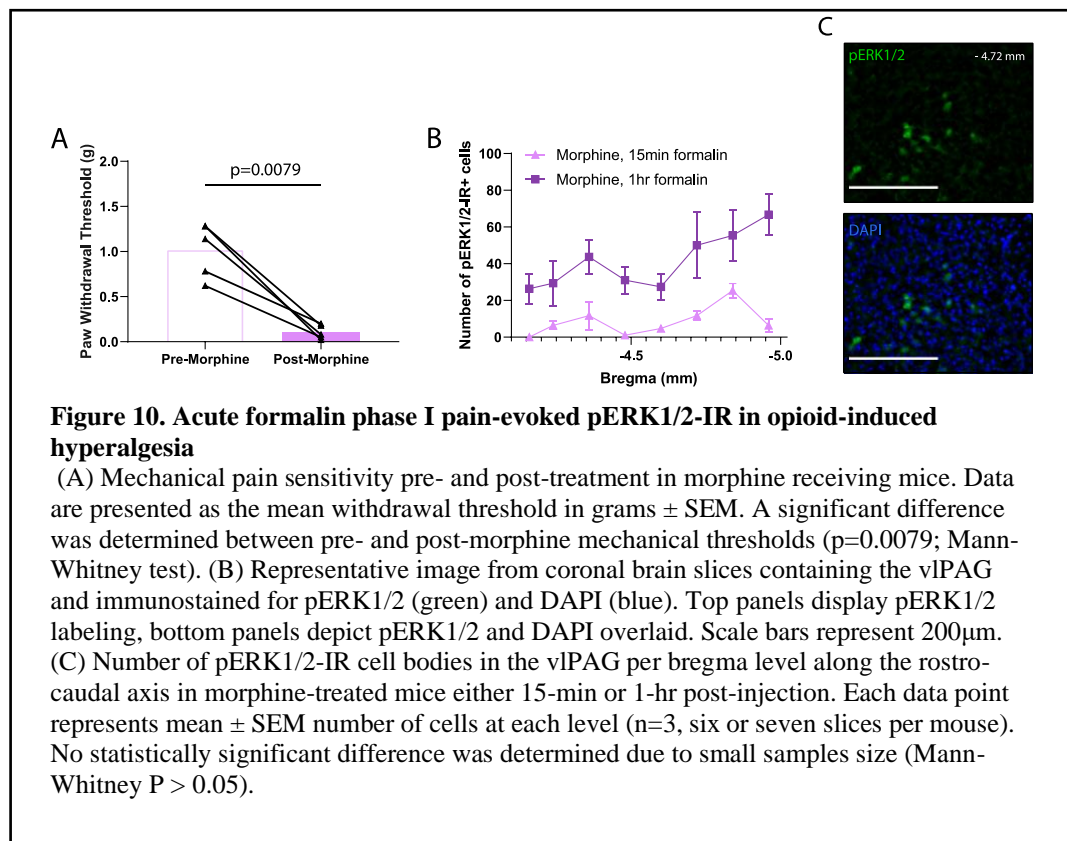 C
pERK1/2
- 4.72 mm
DAPI
A
Paw Withdrawal Threshold (g)
2.0
1.5
1.0
0.5
0.0
p=0.0079
Pre-Morphine
Post-Morphine
B
Number of pERK1/2-IR+ cells
100
80
60
40
20
0
Morphine, 15min formalin
Morphine, 1hr formalin
-4.5
-5.0
Bregma (mm)
Figure 10. Acute formalin phase I pain-evoked pERK1/2-IR in opioid-induced
hyperalgesia
(A) Mechanical pain sensitivity pre- and post-treatment in morphine receiving mice. Data
are presented as the mean withdrawal threshold in grams ± SEM. A significant difference
was determined between pre- and post-morphine mechanical thresholds (p=0.0079; Mann-
Whitney test). (B) Representative image from coronal brain slices containing the vlPAG
and immunostained for pERK1/2 (green) and DAPI (blue). Top panels display pERK1/2
labeling, bottom panels depict pERK1/2 and DAPI overlaid. Scale bars represent 200μm.
(C) Number of pERK1/2-IR cell bodies in the vlPAG per bregma level along the rostro-
caudal axis in morphine-treated mice either 15-min or 1-hr post-injection. Each data point
represents mean ± SEM number of cells at each level (n=3, six or seven slices per mouse).
No statistically significant difference was determined due to small samples size (Mann-
Whitney P > 0.05).